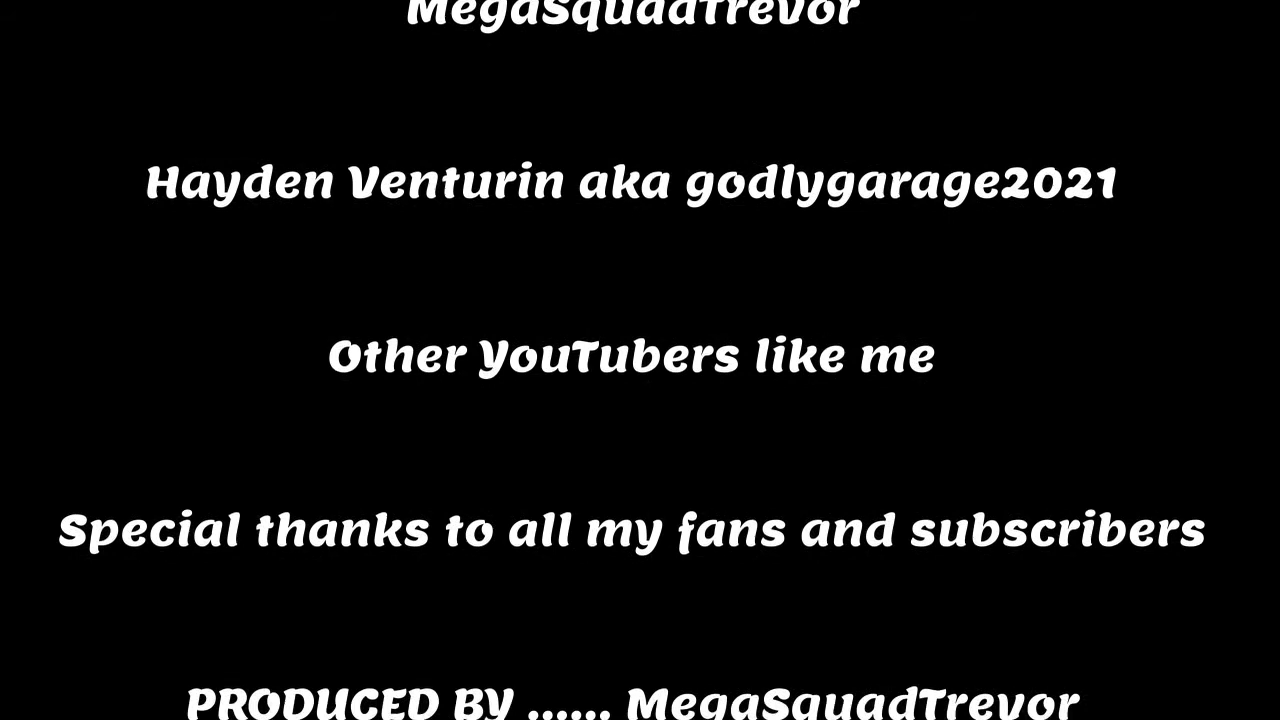 MegaSquadTrevor
Hayden Venturin aka godlygarage2021
Other YouTubers like me
Special thanks to all my fans and subscribers
PRODUCED BY ...... MegaSquadTrevor